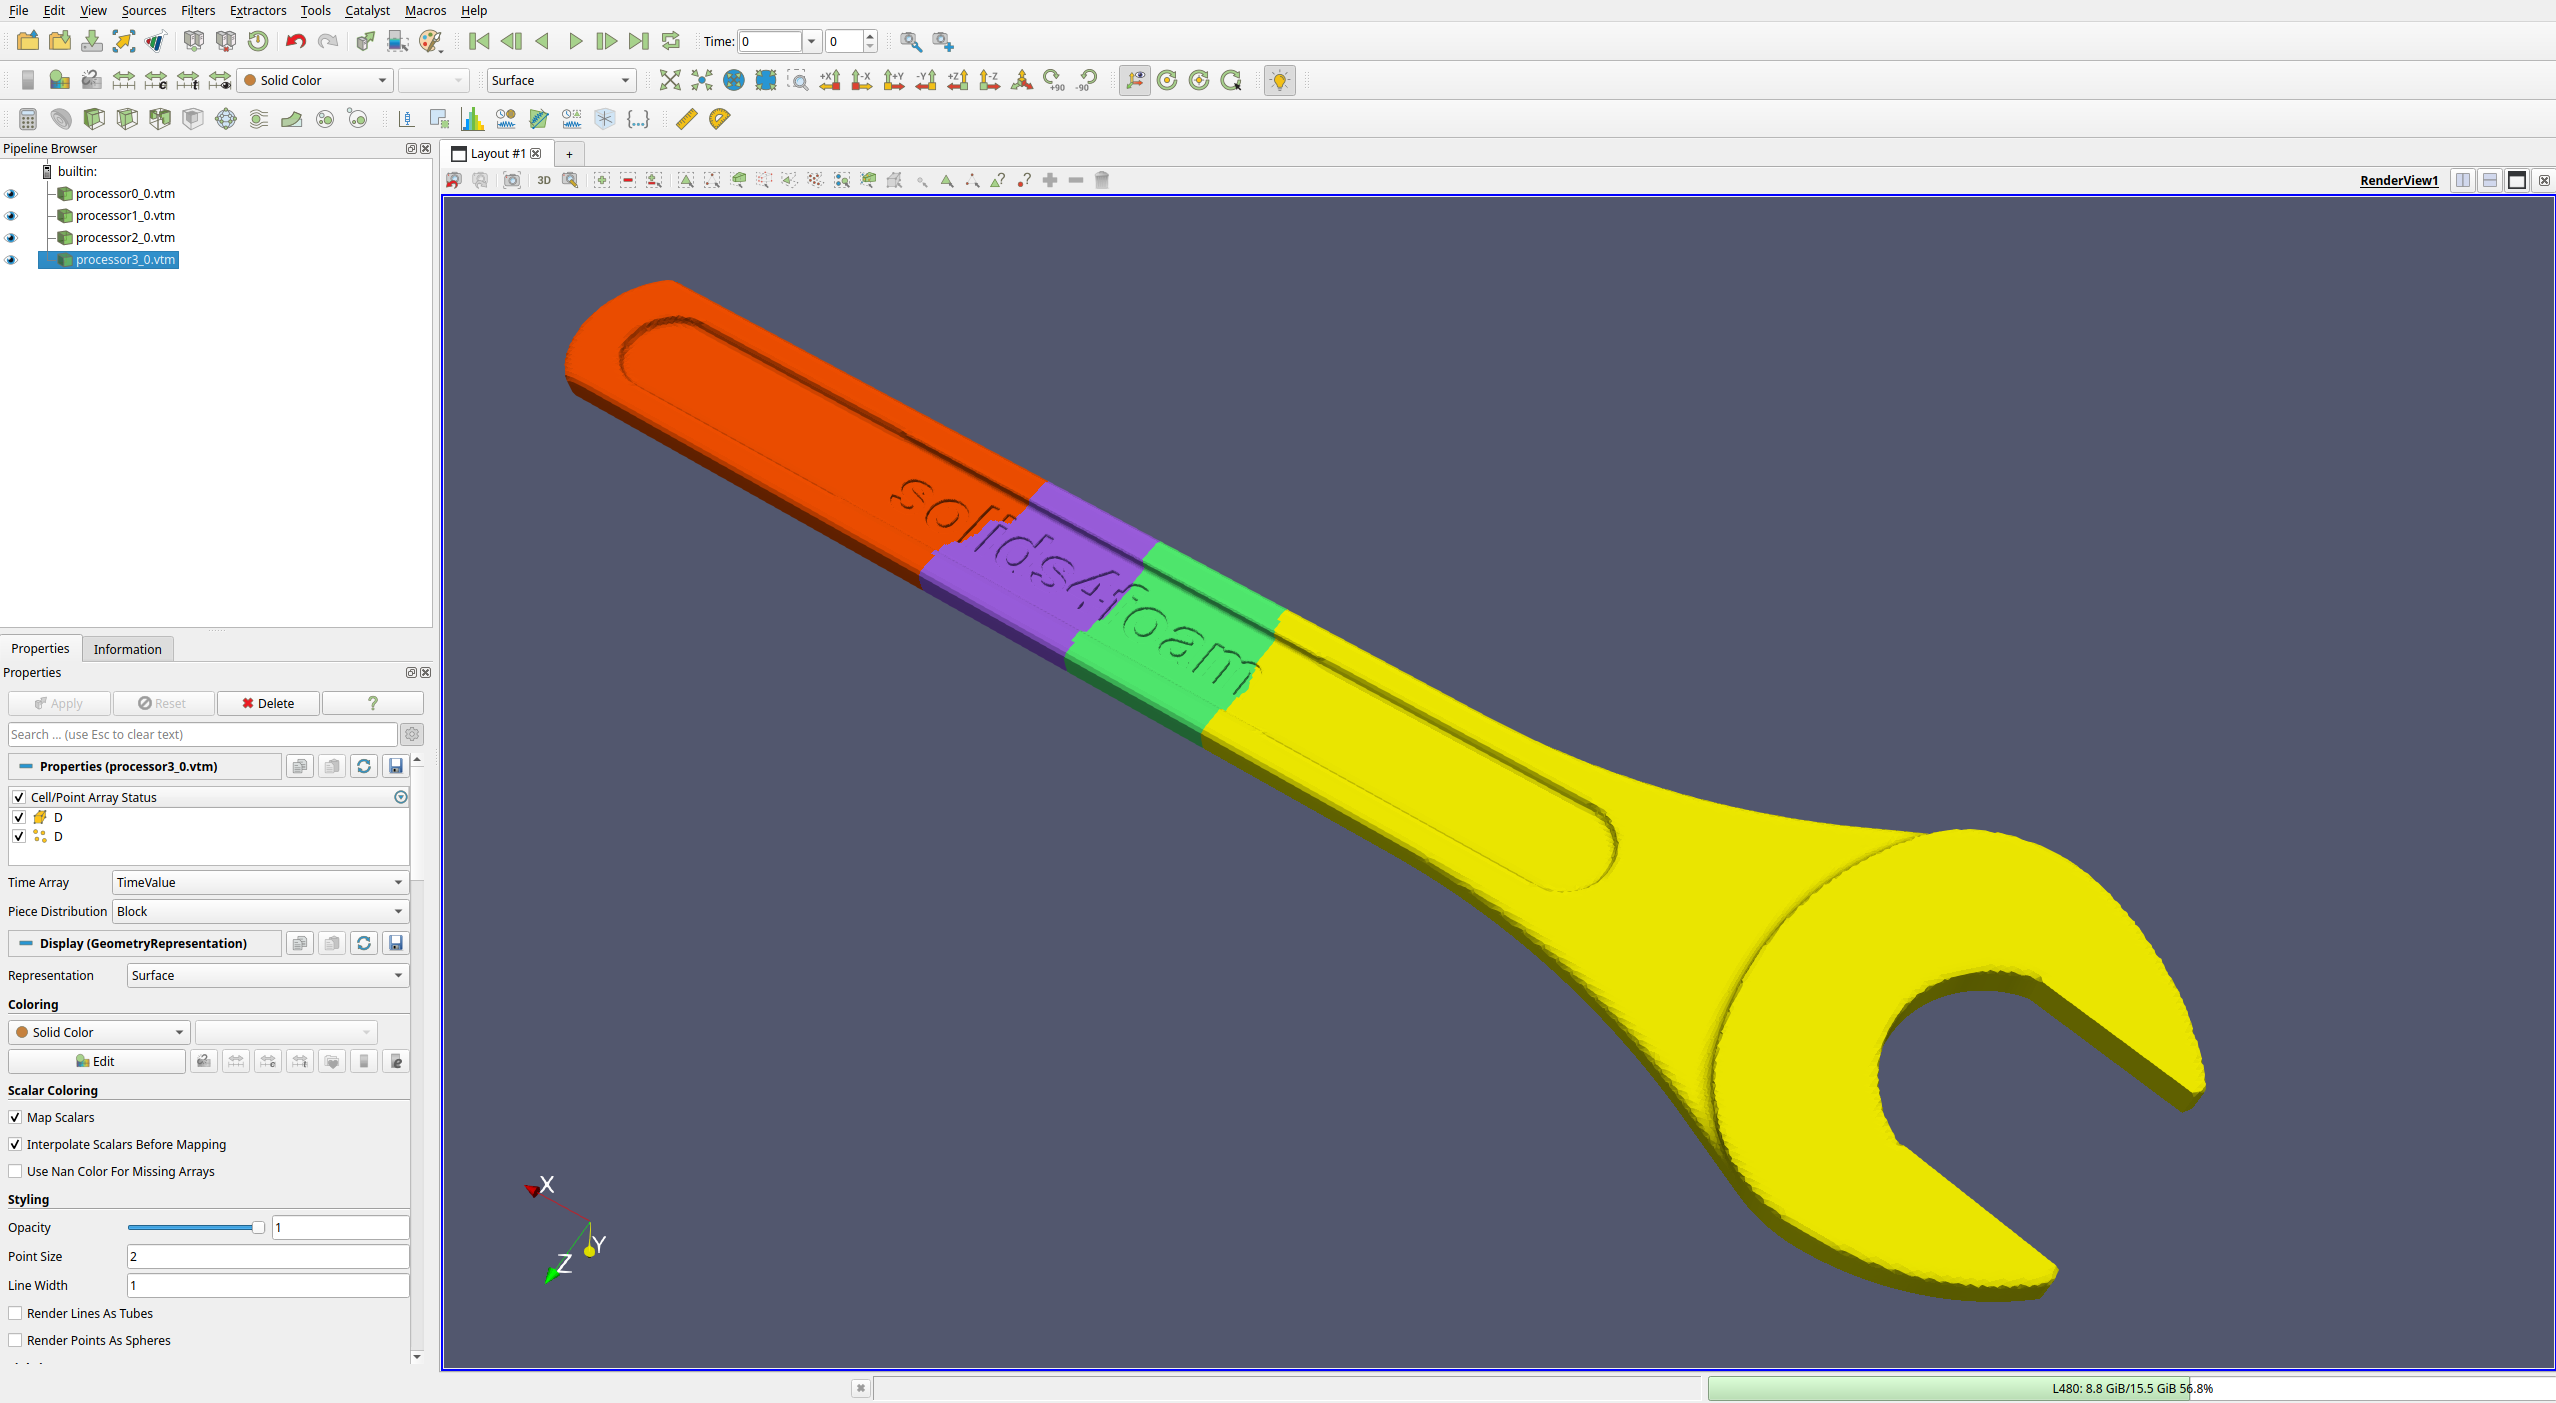 File Edit View Sources Filters Extractors Tools Catalyst Macros Help
Time: 0 0
Solid Color Surface +X -X +Y -Y +Z -Z +90 -90
Pipeline Browser
Layout #1 +
builtin:
3D RenderView1
processor0_0.vtm
processor1_0.vtm
processor2_0.vtm
processor3_0.vtm
solids4foam
Properties Information
Properties
Apply Reset Delete ?
Search ... (use Esc to clear text)
Properties (processor3_0.vtm)
Cell/Point Array Status
D
D
Time Array TimeValue
Piece Distribution Block
Display (GeometryRepresentation)
Representation Surface
Coloring
Solid Color
Edit
Scalar Coloring
Map Scalars
Interpolate Scalars Before Mapping
Use Nan Color For Missing Arrays
Styling
Opacity 1
Point Size 2
Line Width 1
Render Lines As Tubes
Render Points As Spheres
X
Y
Z
L480: 8.8 GiB/15.5 GiB 56.8%